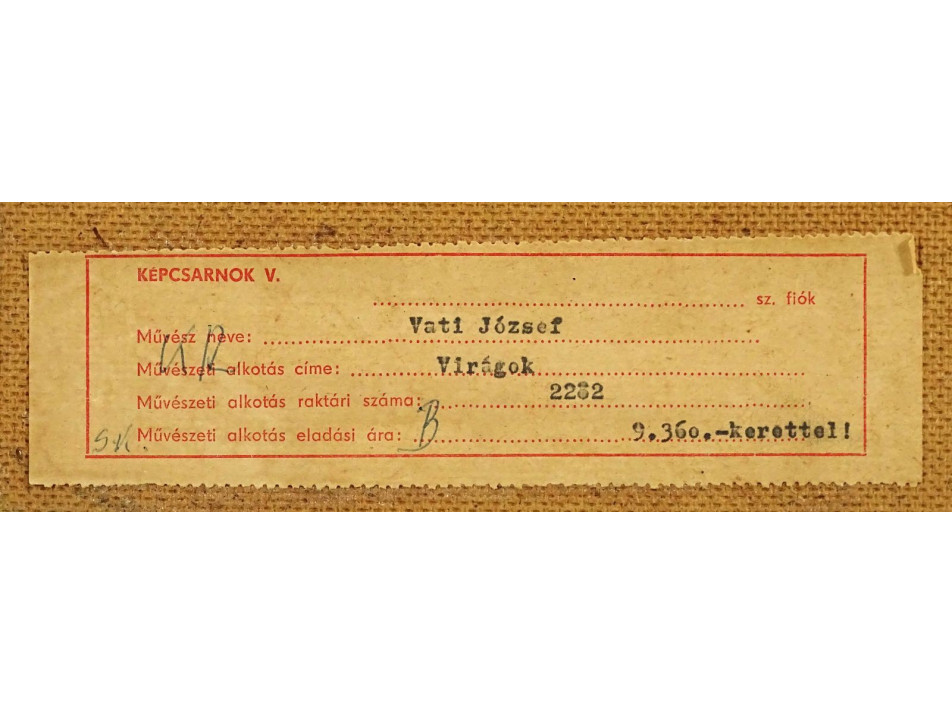 KÉPCSARNOK V.
sz. fiók
Művész neve: Vati József
Művészeti alkotás címe: Virágok
Művészeti alkotás raktári száma: 2282
S.K. Művészeti alkotás eladási ára: B 9.360.-kerettel!